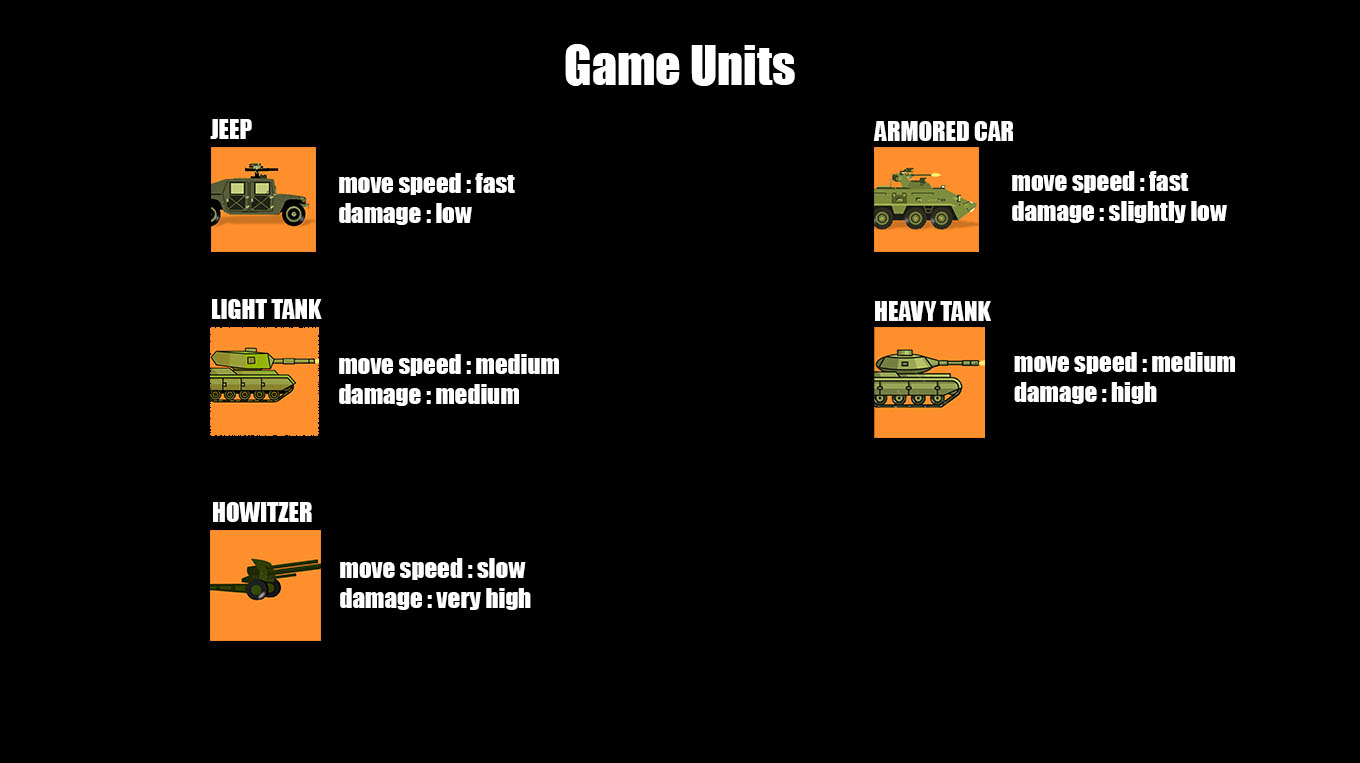 Game Units
JEEP
move speed : fast
damage : low
ARMORED CAR
move speed : fast
damage : slightly low
LIGHT TANK
move speed : medium
damage : medium
HEAVY TANK
move speed : medium
damage : high
HOWITZER
move speed : slow
damage : very high